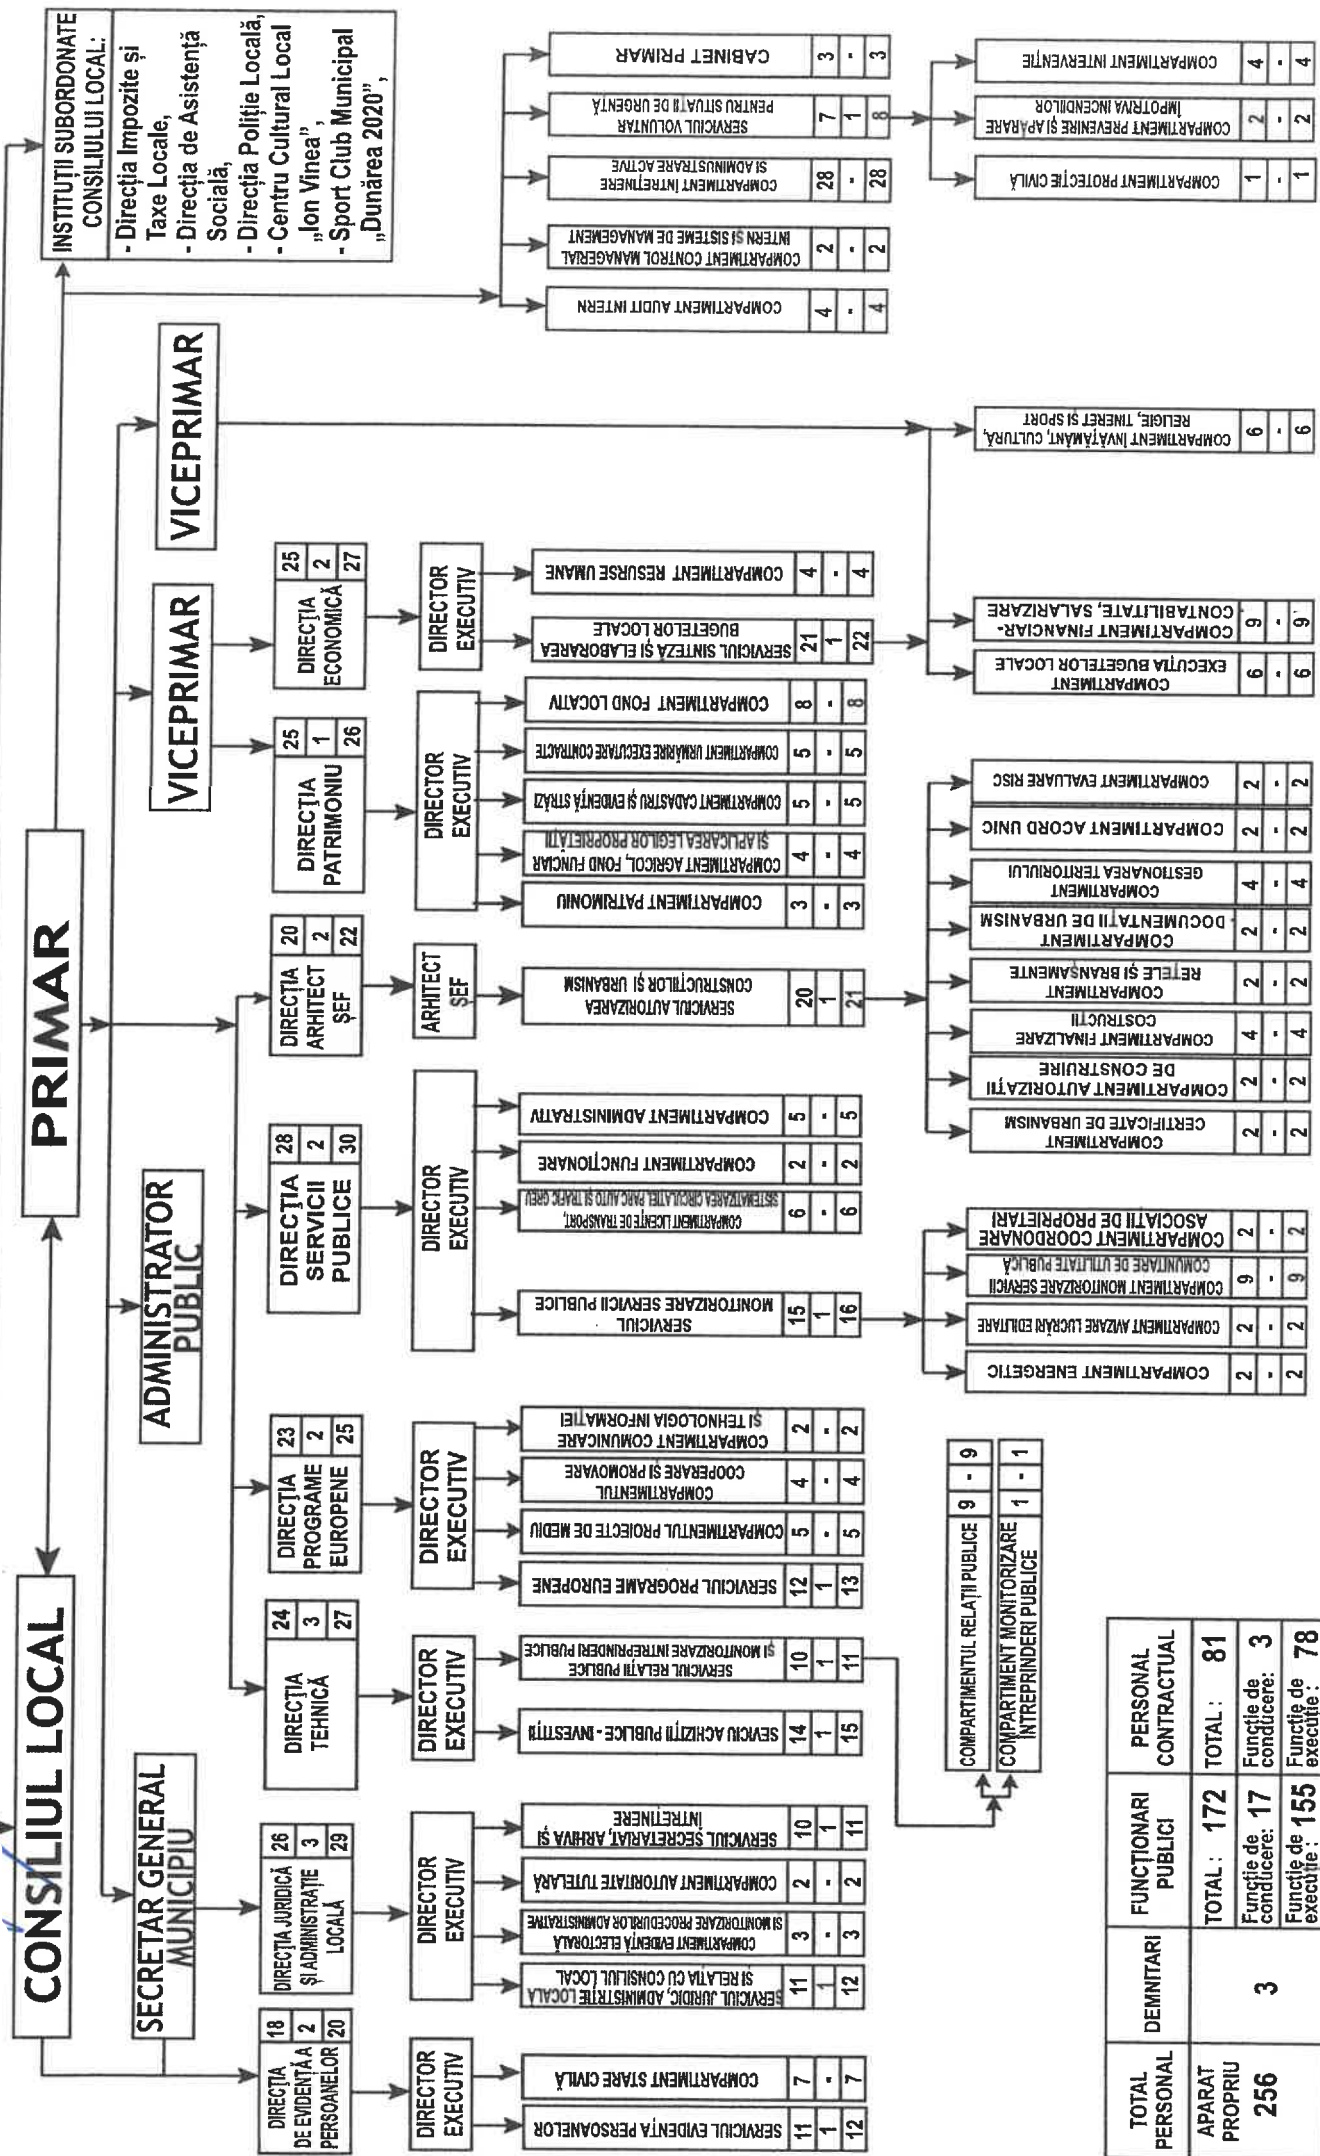 CONSILIUL LOCAL
PRIMAR
INSTITUȚII SUBORDONATE
CONSILIULUI LOCAL:
- Direcția Impozite și
Taxe Locale,
- Direcția de Asistență
Socială,
- Direcția Poliție Locală,
- Centru Cultural Local
„Ion Vinea”,
- Sport Club Municipal
„Dunărea 2020”,
SECRETAR GENERAL
MUNICIPIU
ADMINISTRATOR
PUBLIC
VICEPRIMAR
VICEPRIMAR
DIRECȚIA
DE EVIDENȚĂ A
PERSOANELOR
18
2
20
DIRECȚIA JURIDICĂ
ȘI ADMINISTRAȚIE
LOCALĂ
26
3
29
DIRECȚIA
TEHNICĂ
24
3
27
DIRECȚIA
PROGRAME
EUROPENE
23
2
25
DIRECȚIA
SERVICII
PUBLICE
28
2
30
DIRECȚIA
ARHITECT
ȘEF
20
2
22
DIRECȚIA
PATRIMONIU
25
1
26
DIRECȚIA
ECONOMICĂ
25
2
27
DIRECTOR
EXECUTIV
DIRECTOR
EXECUTIV
DIRECTOR
EXECUTIV
DIRECTOR
EXECUTIV
DIRECTOR
EXECUTIV
ARHITECT
ȘEF
DIRECTOR
EXECUTIV
DIRECTOR
EXECUTIV
SERVICIUL EVIDENȚA PERSOANELOR
11
1
12
COMPARTIMENT STARE CIVILĂ
7
-
7
SERVICIUL JURIDIC, ADMINISTRȚIE LOCALA
ȘI RELAȚIA CU CONSILIUL LOCAL
11
1
12
COMPARTIMENT EVIDENȚA ELECTORALĂ
SI MONITORIZARE PROCEDURILOR ADMINISTRATIVE
3
-
3
COMPARTIMENT AUTORITATE TUTELARĂ
2
-
2
SERVICIUL SECRETARIAT, ARHIVA ȘI
ÎNTREȚINERE
10
1
11
SEVICIU ACHIZIȚII PUBLICE - INVESTIȚII
14
1
15
SERVICIUL RELAȚII PUBLICE
ȘI MONITORIZARE INTREPRINDERI PUBLICE
10
1
11
SERVICIUL PROGRAME EUROPENE
12
1
13
COMPARTIMENTUL PROIECTE DE MEDIU
5
-
5
COMPARTIMENTUL
COOPERARE ȘI PROMOVARE
4
-
4
COMPARTIMENT COMUNICARE
ȘI TEHNOLOGIA INFORMAȚIEI
2
-
2
SERVICIUL
MONITORIZARE SERVICII PUBLICE
15
1
16
COMPARTIMENT LICENȚE DE TRANSPORT,
SISTEMATIZAREA CIRCULAȚIEI, PARC AUTO ȘI TRAFIC GREU
6
-
6
COMPARTIMENT FUNCȚIONARE
2
-
2
COMPARTIMENT ADMINISTRATIV
5
-
5
SERVICIUL AUTORIZAREA
CONSTRUCȚIILOR ȘI URBANISM
20
1
21
COMPARTIMENT PATRIMONIU
3
-
3
COMPARTIMENT AGRICOL, FOND FUNCIAR
ȘI APLICAREA LEGILOR PROPRIETĂȚII
4
-
4
COMPARTIMENT CADASTRU ȘI EVIDENȚĂ STRĂZI
5
-
5
COMPARTIMENT URMĂRIRE EXECUTARE CONTRACTE
5
-
5
COMPARTIMENT FOND LOCATIV
8
-
8
SERVICIUL SINTEZĂ ȘI ELABORAREA
BUGETELOR LOCALE
21
1
22
COMPARTIMENT RESURSE UMANE
4
-
4
COMPARTIMENT AUDIT INTERN
4
-
4
COMPARTIMENT CONTROL MANAGERIAL
INTERN ȘI SISTEME DE MANAGEMENT
2
-
2
COMPARTIMENT ÎNTREȚINERE
SI ADMINISTRARE ACTIVE
28
-
28
SERVICIUL VOLUNTAR
PENTRU SITUAȚII DE URGENȚĂ
7
1
8
CABINET PRIMAR
3
-
3
COMPARTIMENTUL RELAȚII PUBLICE
9
-
9
COMPARTIMENT MONITORIZARE
ÎNTREPRINDERI PUBLICE
1
-
1
COMPARTIMENT ENERGETIC
2
-
2
COMPARTIMENT AVIZARE LUCRĂRI EDILITARE
2
-
2
COMPARTIMENT MONITORIZARE SERVICII
COMUNITARE DE UTILITATE PUBLICĂ
9
-
9
COMPARTIMENT COORDONARE
ASOCIAȚII DE PROPRIETARI
2
-
2
COMPARTIMENT
CERTIFICATE DE URBANISM
2
-
2
COMPARTIMENT AUTORIZAȚII
DE CONSTRUIRE
2
-
2
COMPARTIMENT FINALIZARE
COSTRUCȚII
4
-
4
COMPARTIMENT
REȚELE ȘI BRANȘAMENTE
2
-
2
COMPARTIMENT
DOCUMENTAȚII DE URBANISM
2
-
2
COMPARTIMENT
GESTIONAREA TERITORIULUI
4
-
4
COMPARTIMENT ACORD UNIC
2
-
2
COMPARTIMENT EVALUARE RISC
2
-
2
COMPARTIMENT
EXECUȚIA BUGETELOR LOCALE
6
-
6
COMPARTIMENT FINANCIAR-
CONTABILITATE, SALARIZARE
9
-
9
COMPARTIMENT ÎNVĂȚĂMÂNT, CULTURĂ,
RELIGIE, TINERET ȘI SPORT
6
-
6
COMPARTIMENT PROTECȚIE CIVILĂ
1
-
1
COMPARTIMENT PREVENIRE ȘI APĂRARE
ÎMPOTRIVA INCENDIILOR
2
-
2
COMPARTIMENT INTERVENȚIE
4
-
4
TOTAL
PERSONAL
DEMNITARI
FUNCȚIONARI
PUBLICI
PERSONAL
CONTRACTUAL
APARAT
PROPRIU
256
3
TOTAL : 172
TOTAL : 81
Funcție de
conducere: 17
Funcție de
conducere: 3
Funcție de
execuție : 155
Funcție de
execuție : 78